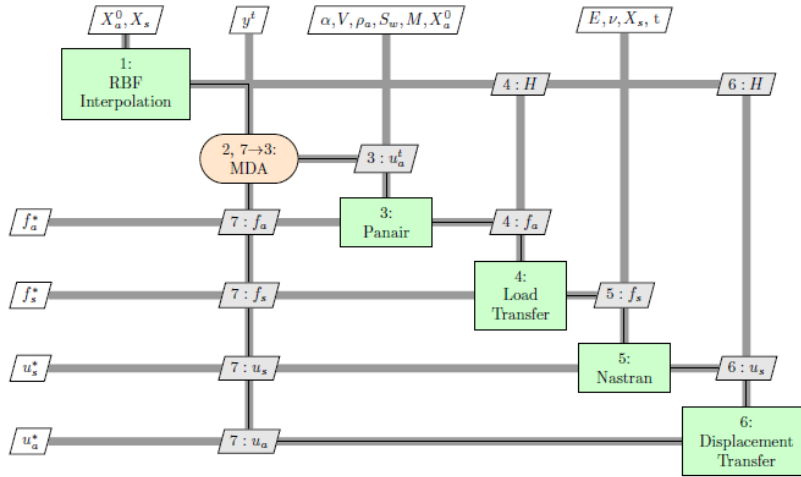 X_a^0, X_s
y^t
α, V, ρ_a, S_w, M, X_a^0
E, ν, X_s, t
1:
RBF
Interpolation
4 : H
6 : H
2, 7→3:
MDA
3 : u_a^t
f_a^*
7 : f_a
3:
Panair
4 : f_a
f_s^*
7 : f_s
4:
Load
Transfer
5 : f_s
u_s^*
7 : u_s
5:
Nastran
6 : u_s
u_a^*
7 : u_a
6:
Displacement
Transfer